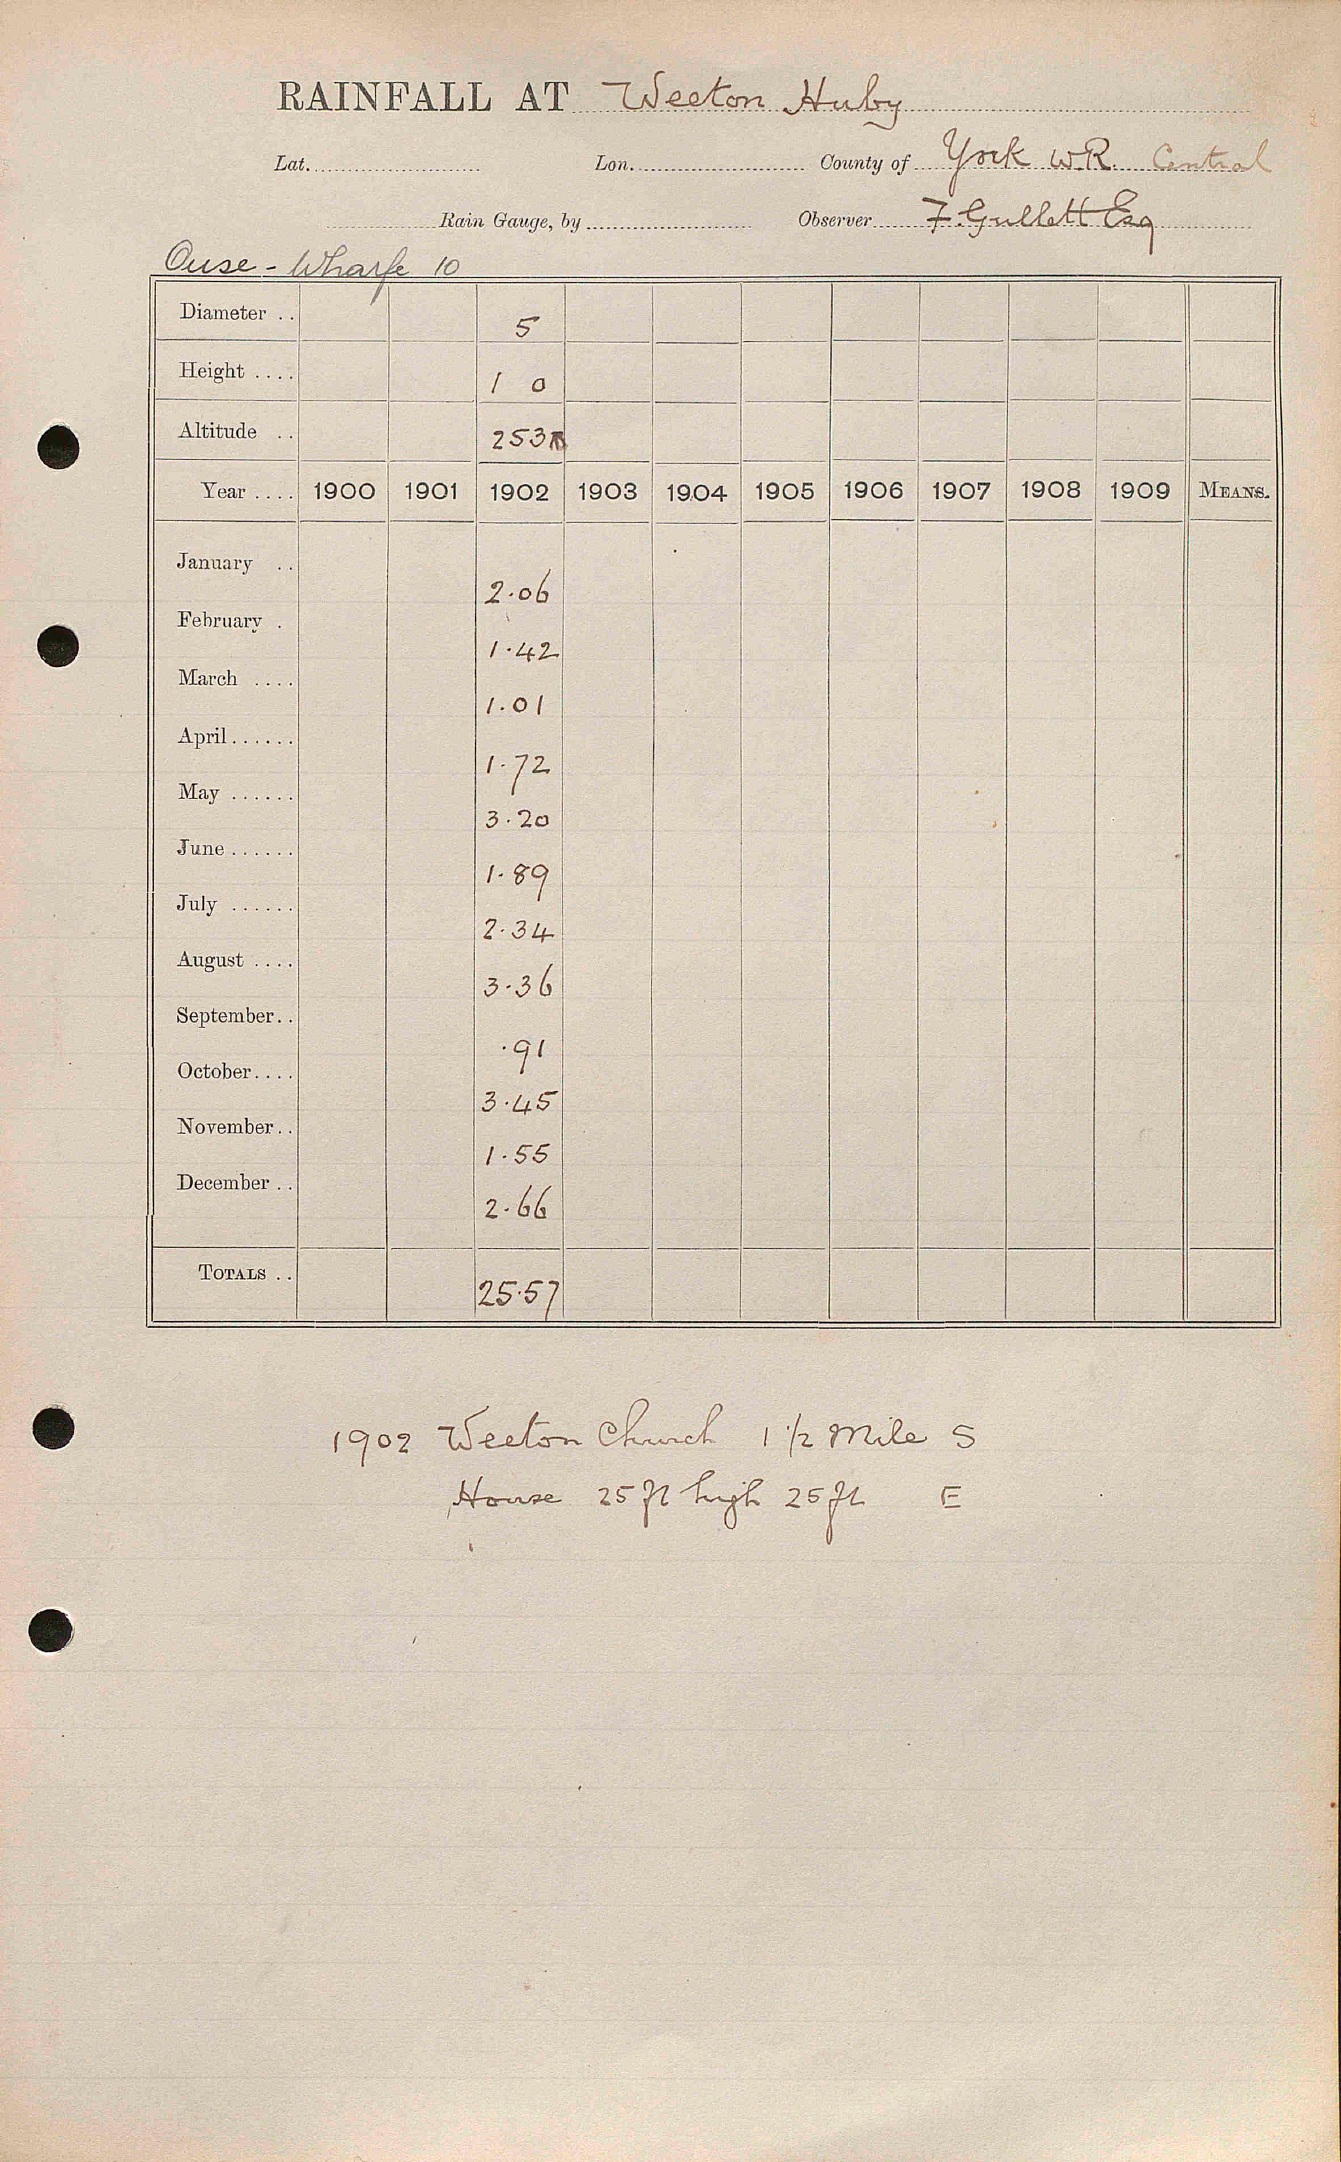 RAINFALL AT Weeton Huby
Lat. Lon. County of York W.R. Central
Rain Gauge, by Observer F. Gullett Esq
Ouse - Wharfe 10
Diameter .. 5
Height .... 1 0
Altitude .. 253
Year .... 1900 1901 1902 1903 1904 1905 1906 1907 1908 1909 MEANS.
January .. 2.06
February . 1.42
March .... 1.01
April ...... 1.72
May ...... 3.20
June ...... 1.89
July ...... 2.34
August .... 3.36
September .. .91
October .... 3.45
November .. 1.55
December .. 2.66
TOTALS .. 25.57
1902 Weeton Church 1 1/2 Mile S
House 25 ft high 25 ft E